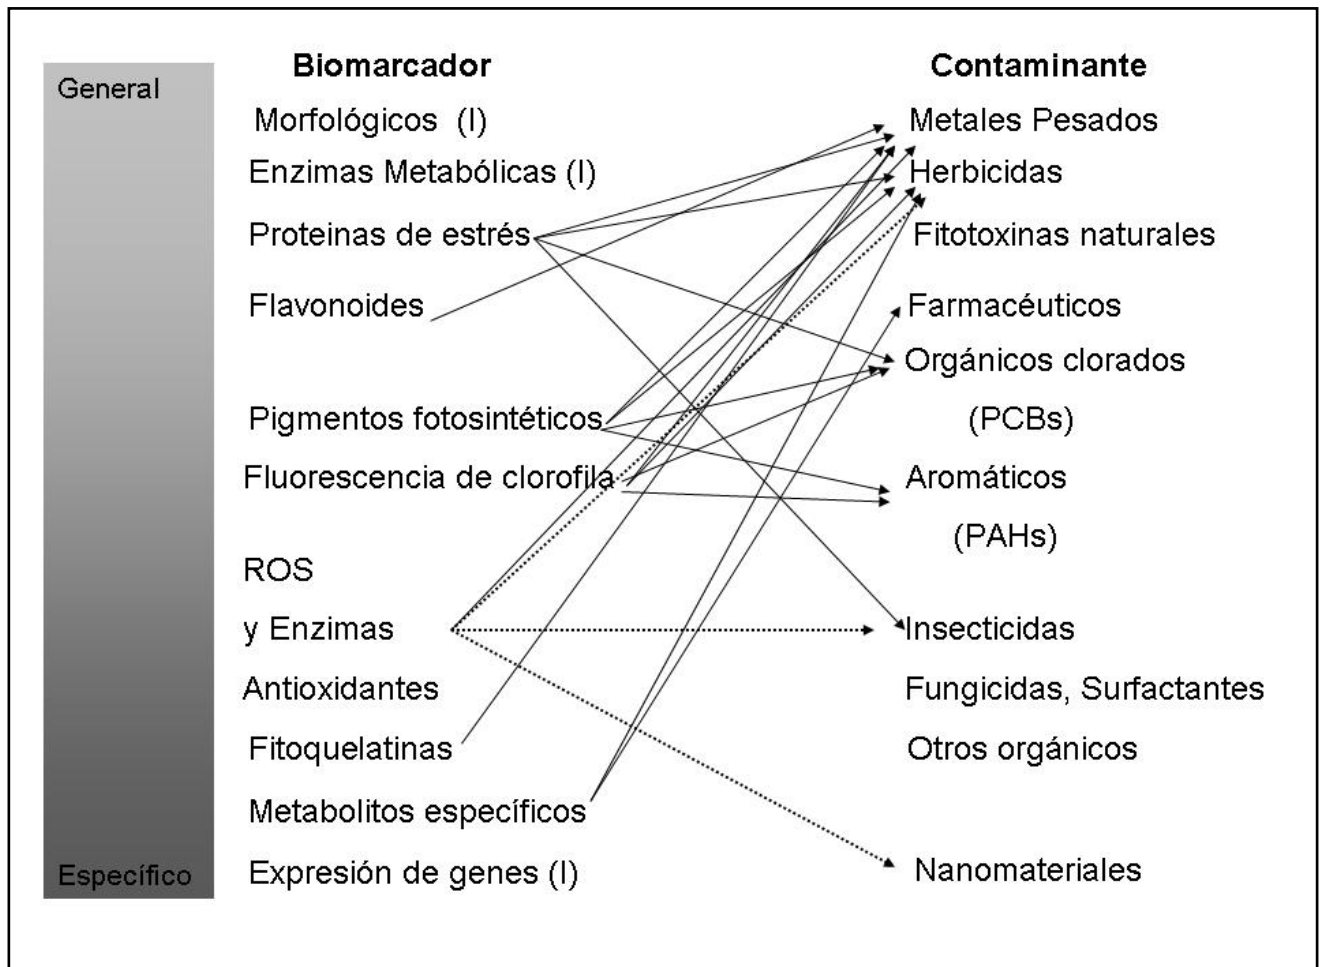 General
Específico
Biomarcador
Morfológicos (I)
Enzimas Metabólicas (I)
Proteinas de estrés
Flavonoides
Pigmentos fotosintéticos
Fluorescencia de clorofila
ROS
y Enzimas
Antioxidantes
Fitoquelatinas
Metabolitos específicos
Expresión de genes (I)
Contaminante
Metales Pesados
Herbicidas
Fitotoxinas naturales
Farmacéuticos
Orgánicos clorados
(PCBs)
Aromáticos
(PAHs)
Insecticidas
Fungicidas, Surfactantes
Otros orgánicos
Nanomateriales